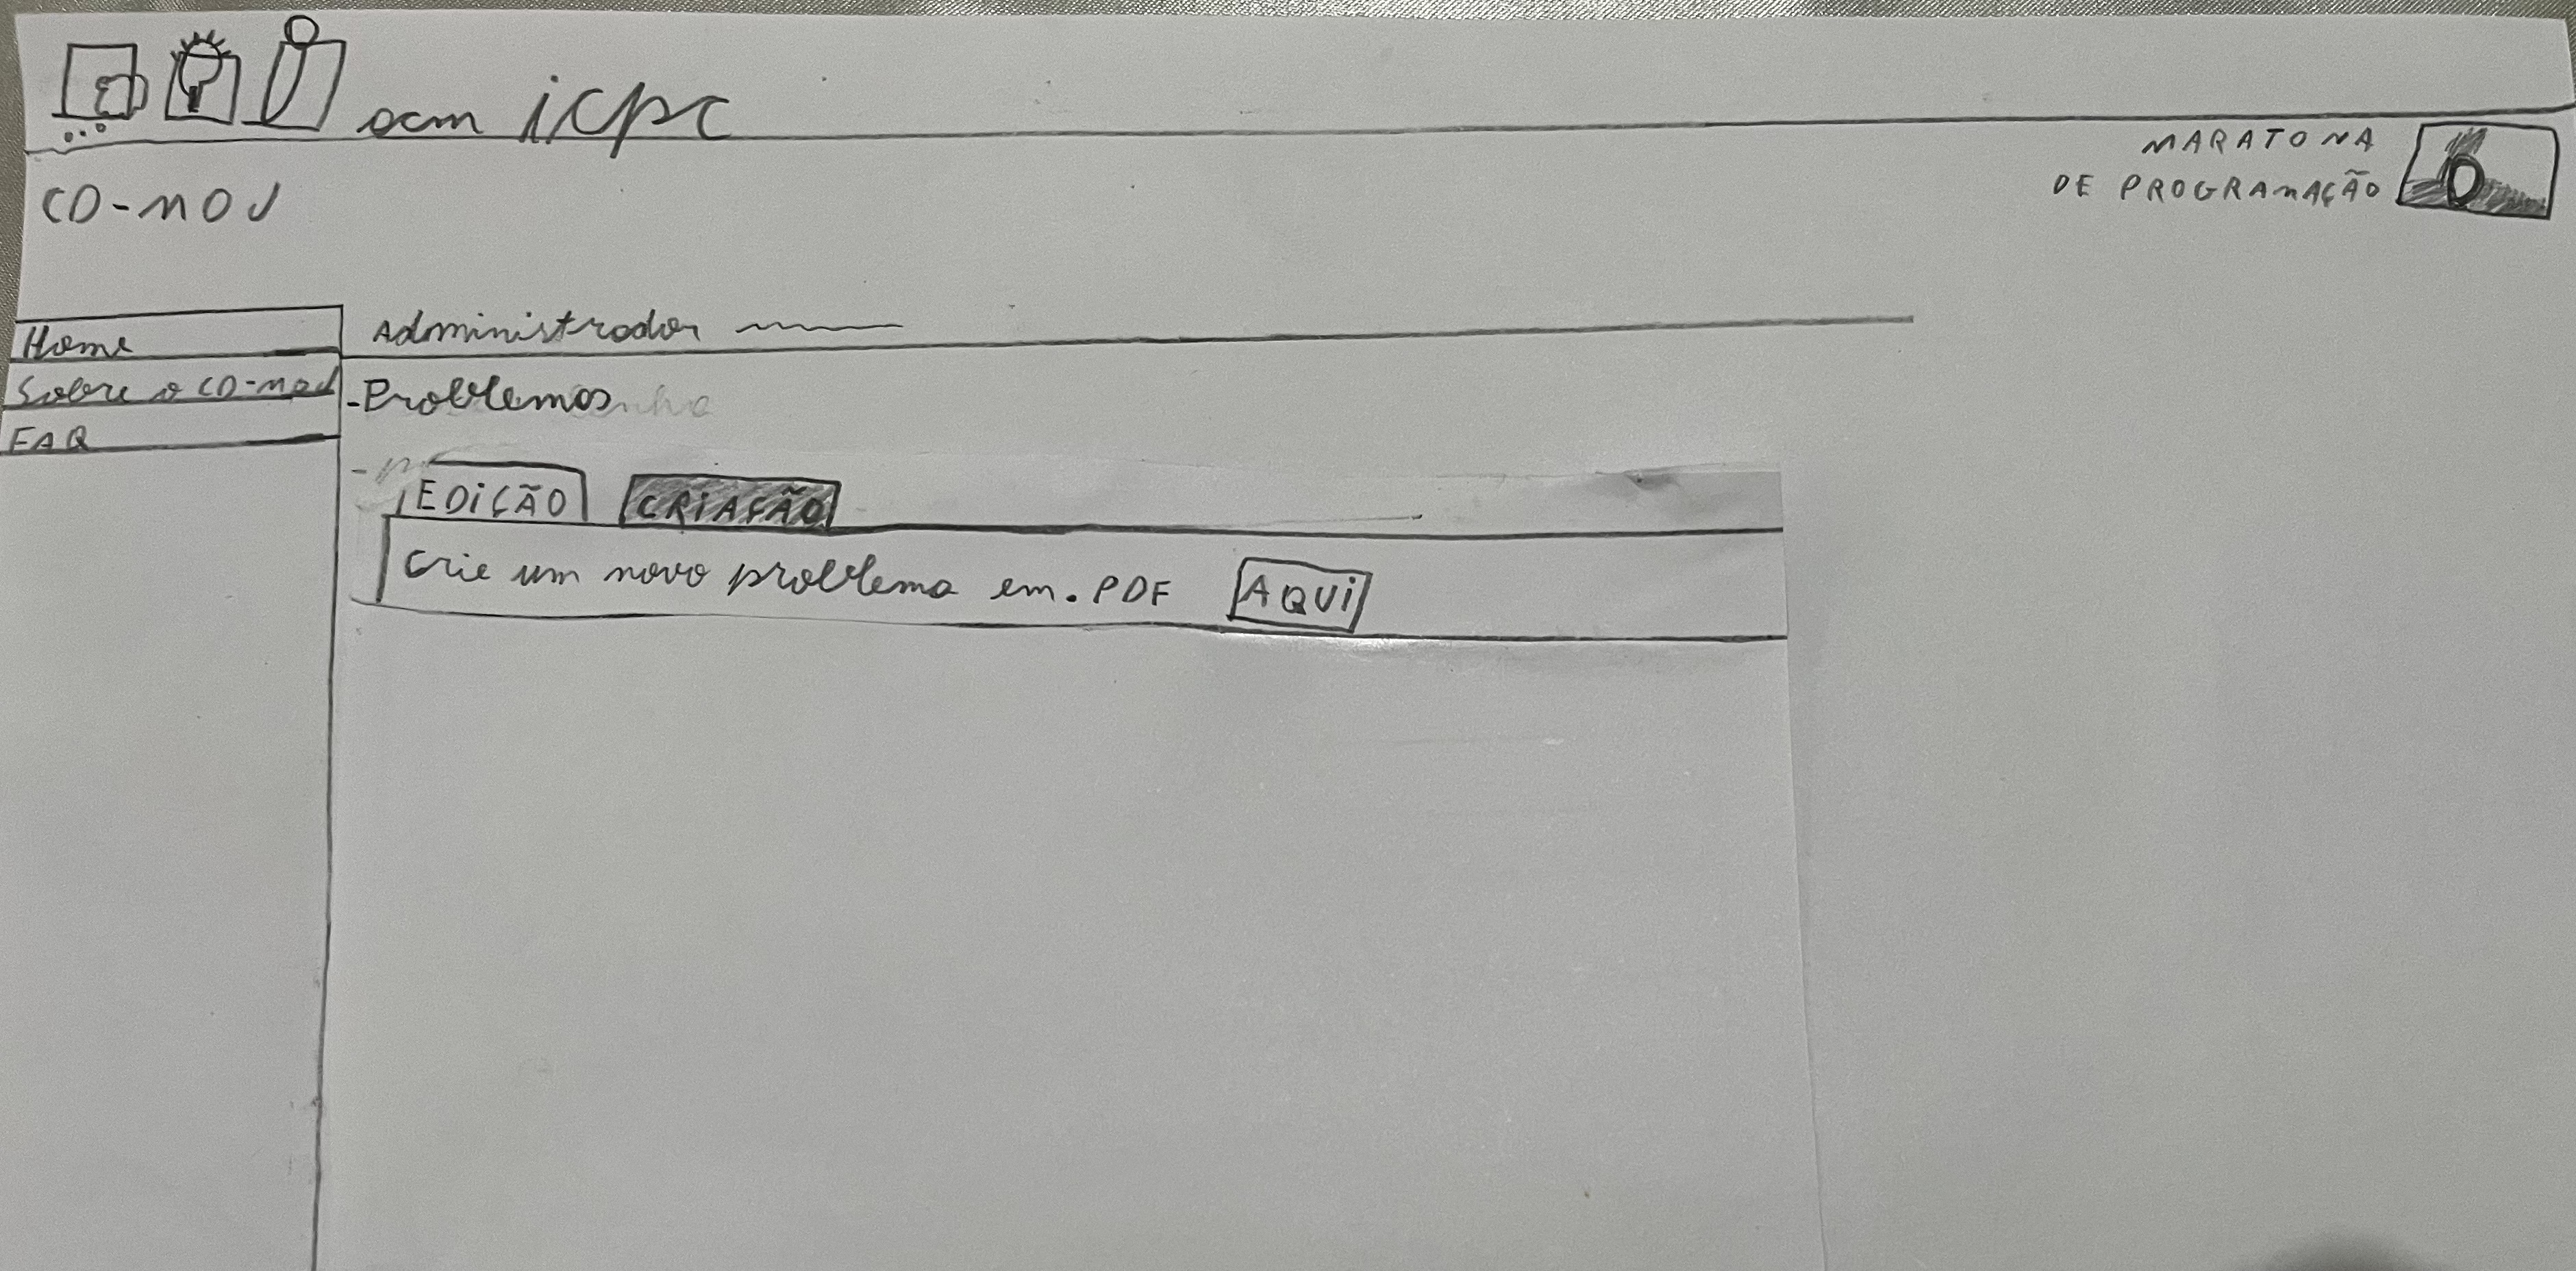 acm icpc
MARATONA
DE PROGRAMAÇÃO
CD-MOJ
Home
Sobre o CD-MOJ
FAQ
Administrador
- Problemas
EDIÇÃO
CRIAÇÃO
Crie um novo problema em .PDF AQUI